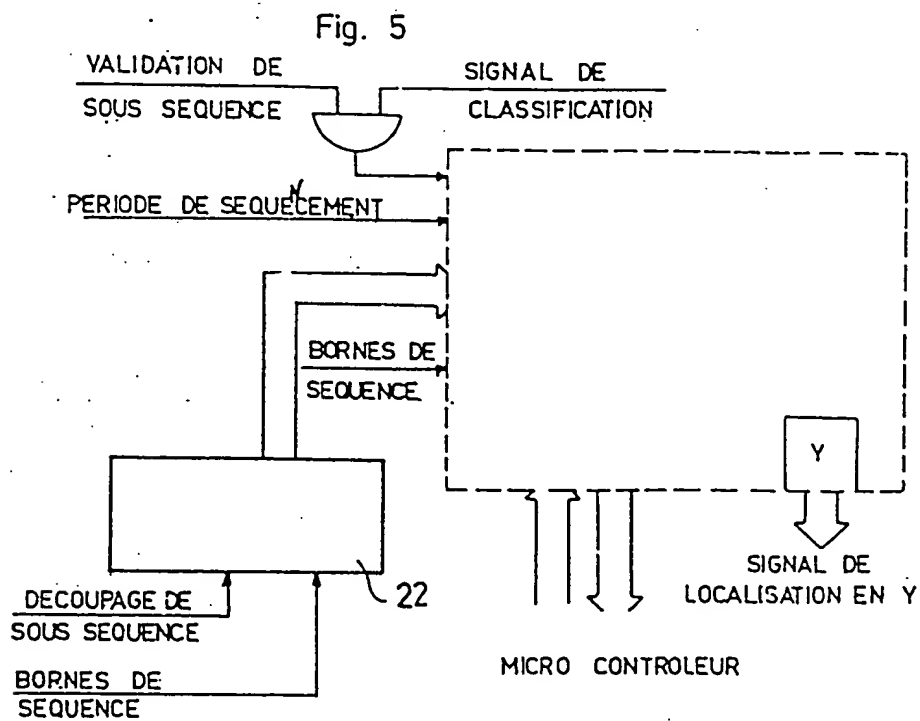 Fig. 5
VALIDATION DE
SOUS SEQUENCE
SIGNAL DE
CLASSIFICATION
PERIODE DE SEQUENCEMENT
BORNES DE
SEQUENCE
Y
22
DECOUPAGE DE
SOUS SEQUENCE
BORNES DE
SEQUENCE
SIGNAL DE
LOCALISATION EN Y
MICRO CONTROLEUR